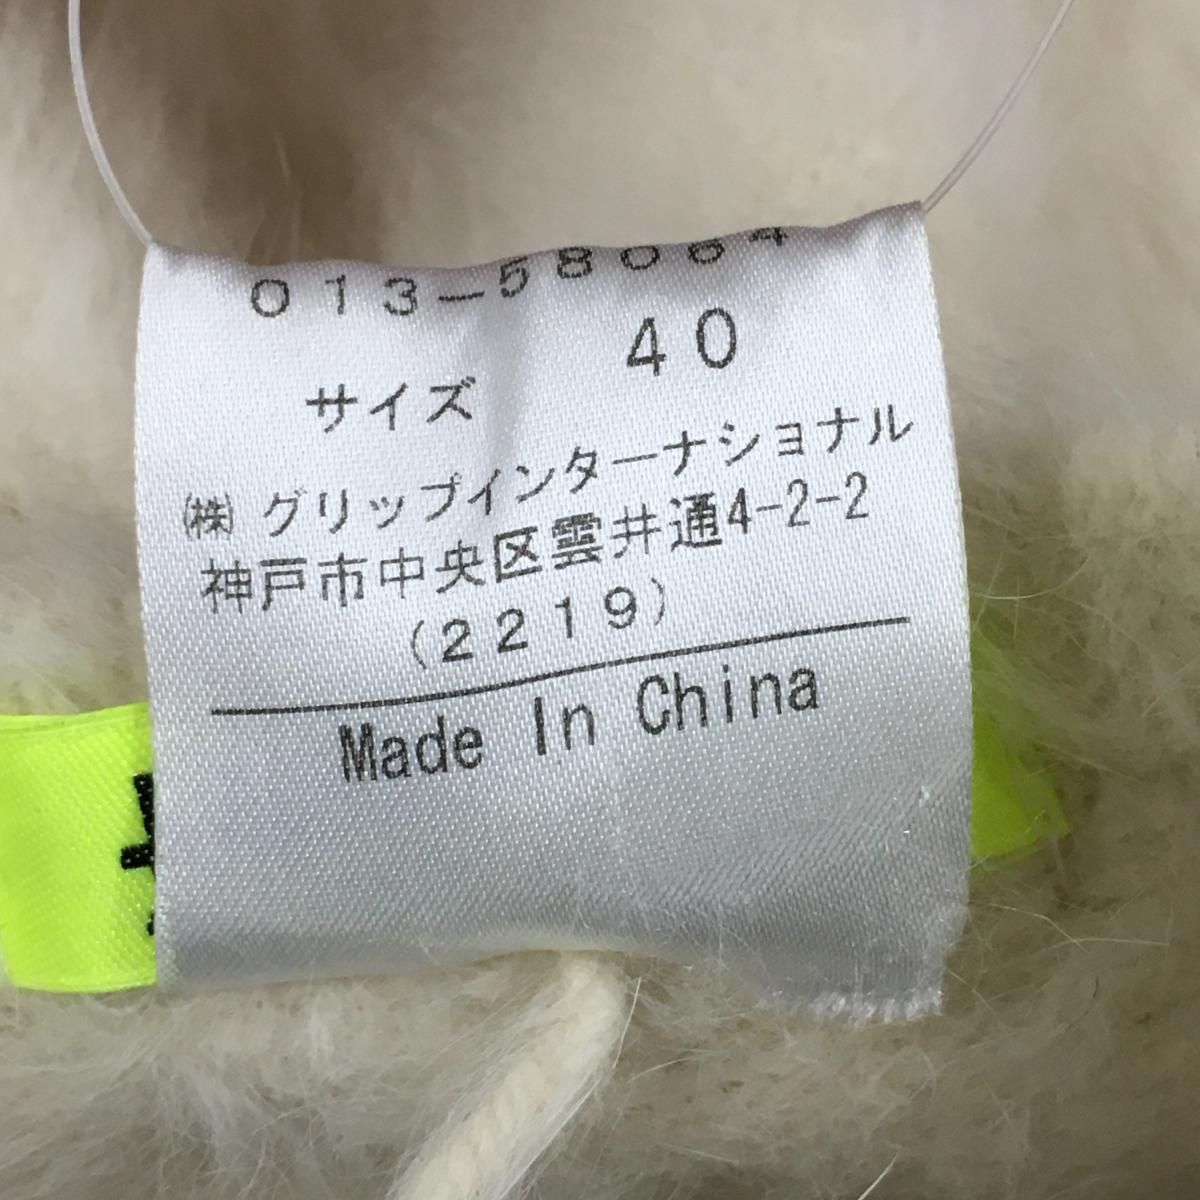 013-58064
サイズ 40
㈱ グリップインターナショナル
神戸市中央区雲井通4-2-2
(2219)
Made In China